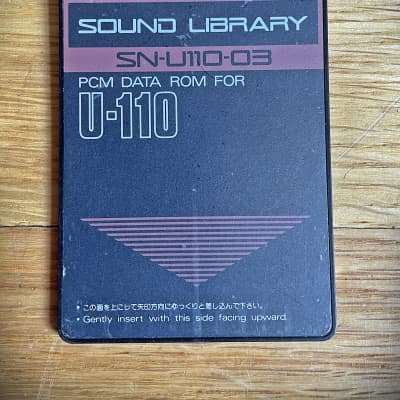 SOUND LIBRARY
SN-U110-03
PCM DATA ROM FOR
U-110
• この面を上にして矢印方向にゆっくりと差し込んで下さい。
• Gently insert with this side facing upward.